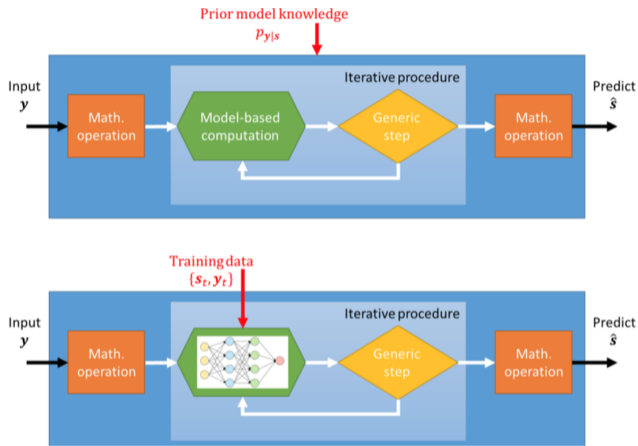 Prior model knowledge
p_{y|s}
Input
y
Iterative procedure
Predict
ŝ
Math.
operation
Model-based
computation
Generic
step
Math.
operation
Training data
{s_t, y_t}
Input
y
Iterative procedure
Predict
ŝ
Math.
operation
Generic
step
Math.
operation